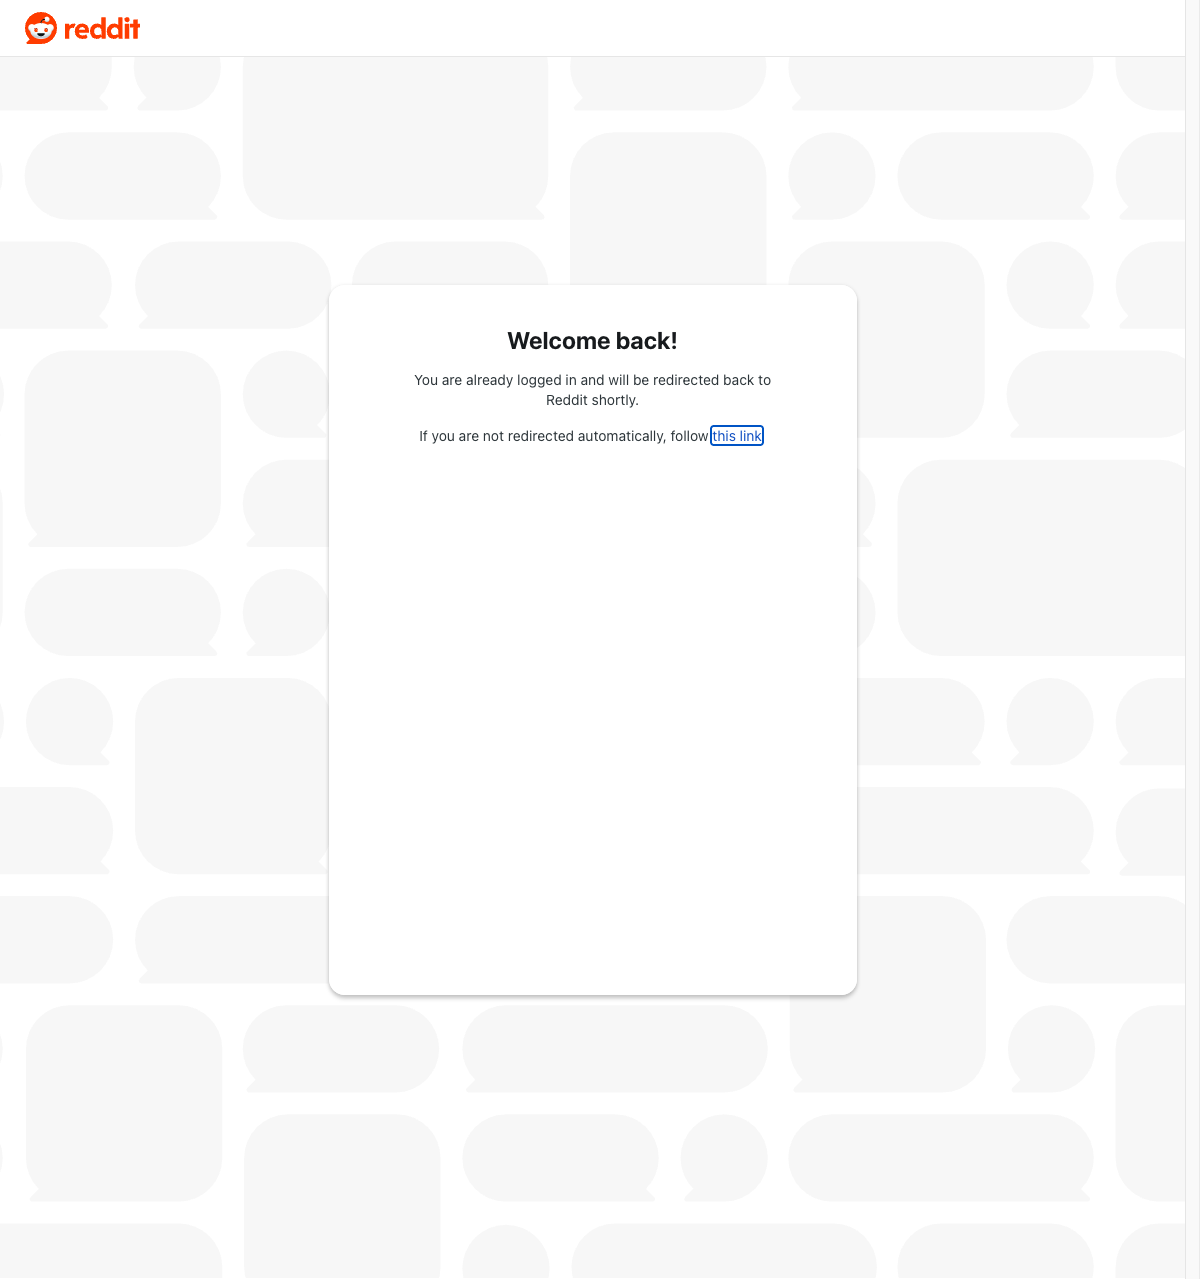 reddit
Welcome back!
You are already logged in and will be redirected back to
Reddit shortly.
If you are not redirected automatically, follow this link